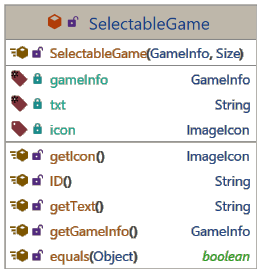 SelectableGame
SelectableGame(GameInfo, Size)
gameInfo GameInfo
txt String
icon ImageIcon
getIcon() ImageIcon
ID() String
getText() String
getGameInfo() GameInfo
equals(Object) boolean